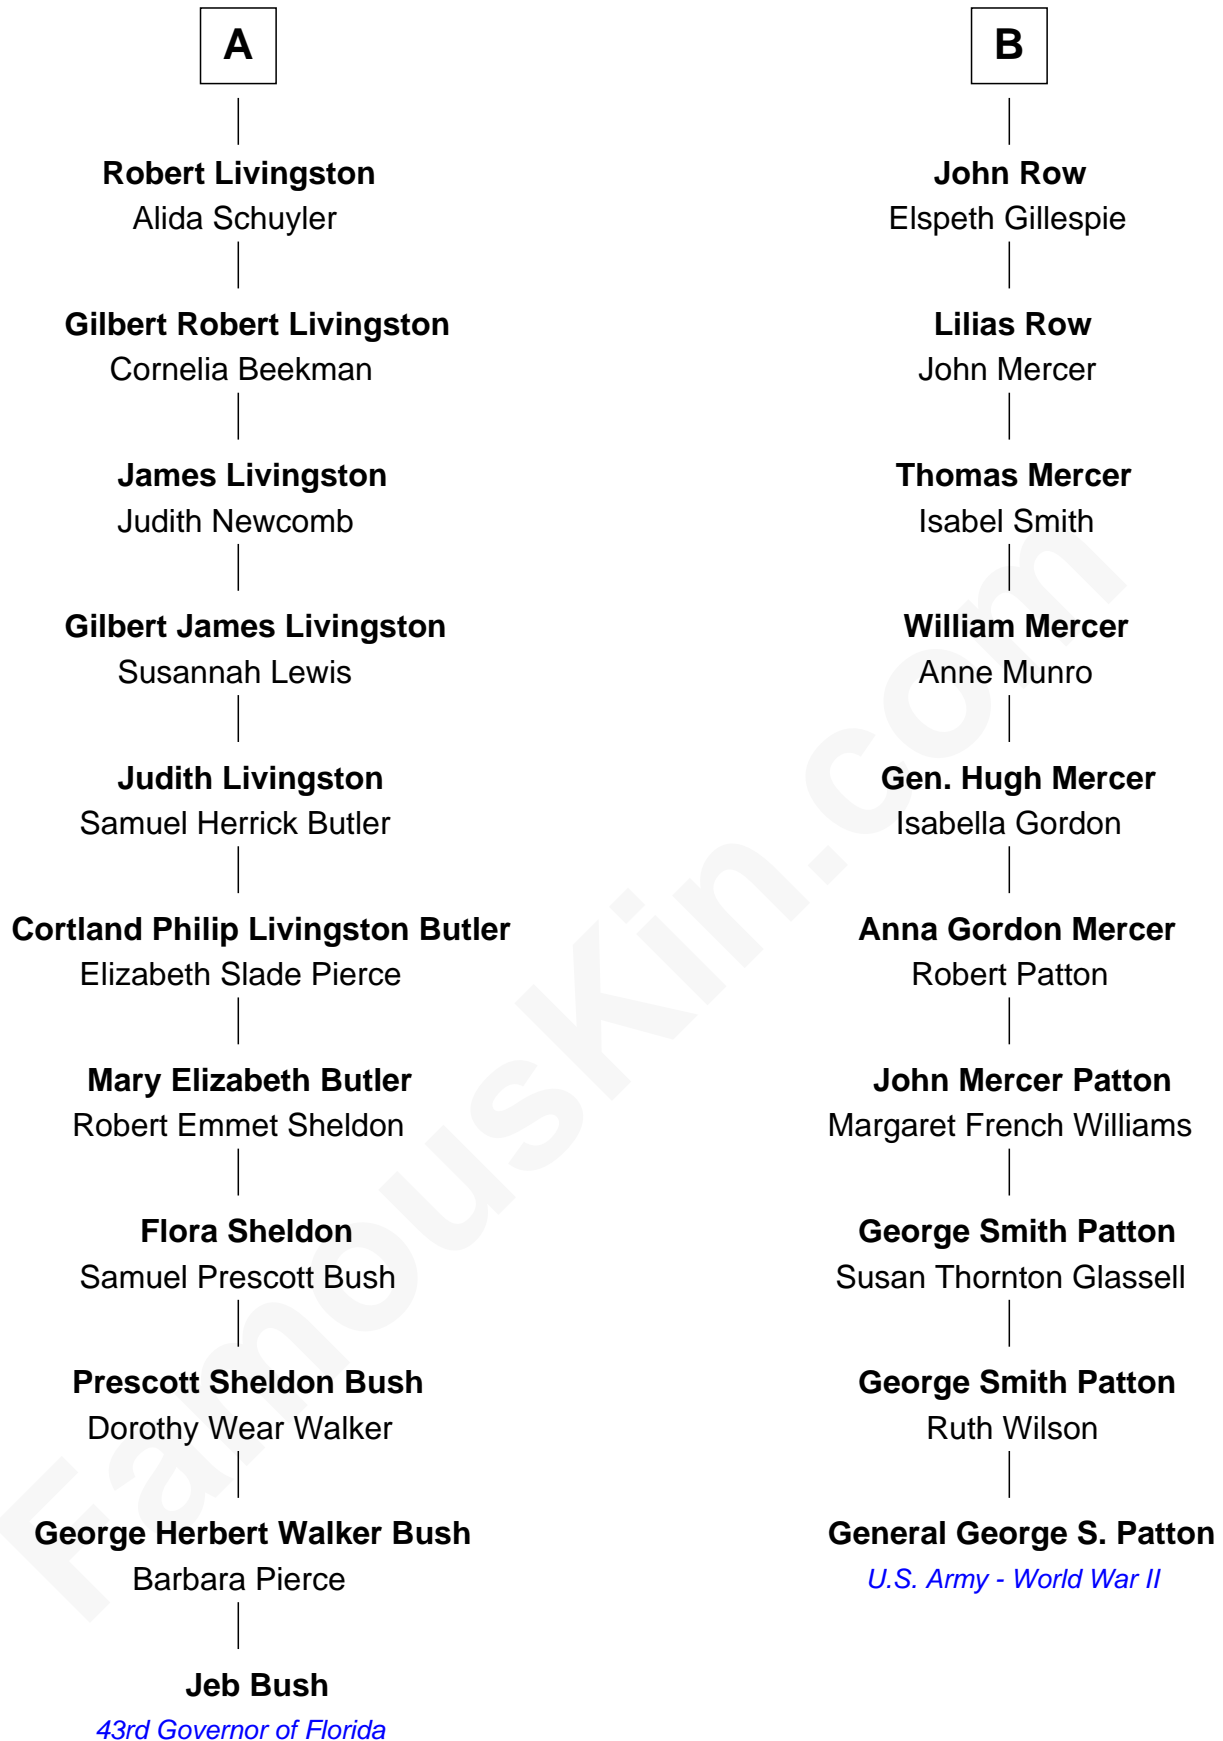 A
Robert Livingston
Alida Schuyler
Gilbert Robert Livingston
Cornelia Beekman
James Livingston
Judith Newcomb
Gilbert James Livingston
Susannah Lewis
Judith Livingston
Samuel Herrick Butler
Cortland Philip Livingston Butler
Elizabeth Slade Pierce
Mary Elizabeth Butler
Robert Emmet Sheldon
Flora Sheldon
Samuel Prescott Bush
Prescott Sheldon Bush
Dorothy Wear Walker
George Herbert Walker Bush
Barbara Pierce
Jeb Bush
43rd Governor of Florida
B
John Row
Elspeth Gillespie
Lilias Row
John Mercer
Thomas Mercer
Isabel Smith
William Mercer
Anne Munro
Gen. Hugh Mercer
Isabella Gordon
Anna Gordon Mercer
Robert Patton
John Mercer Patton
Margaret French Williams
George Smith Patton
Susan Thornton Glassell
George Smith Patton
Ruth Wilson
General George S. Patton
U.S. Army - World War II
FamousKin.com